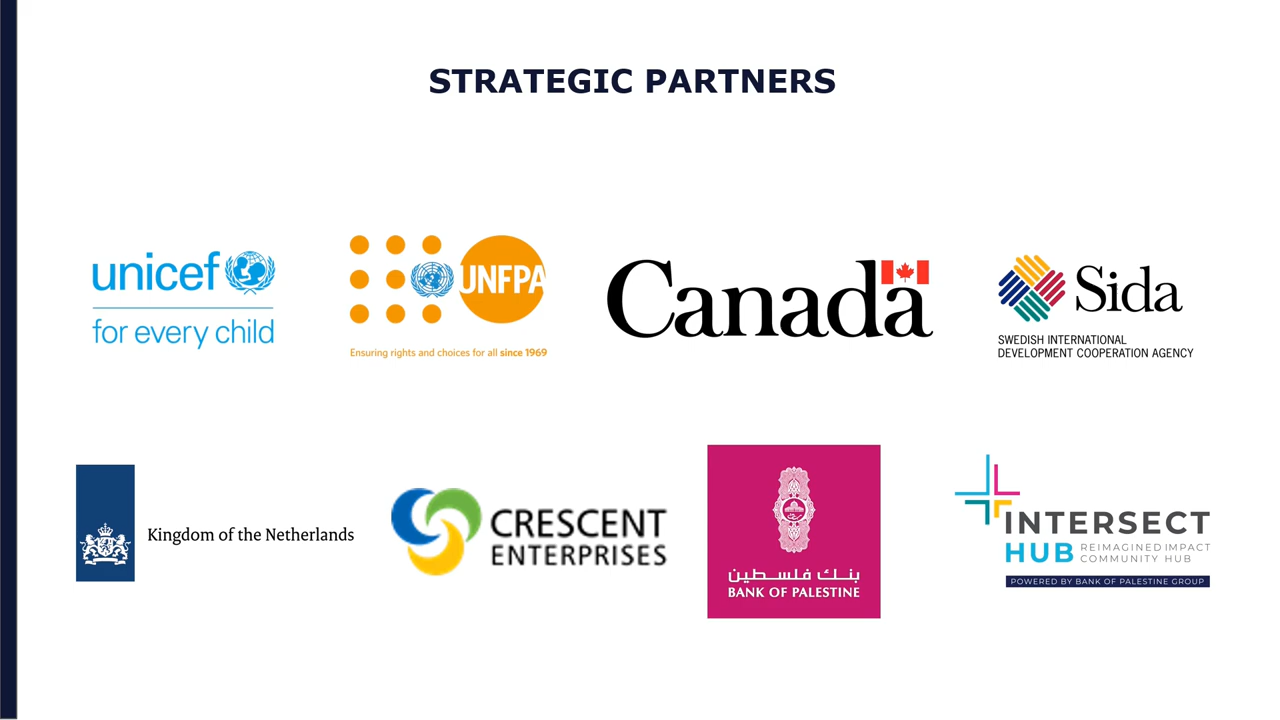 STRATEGIC PARTNERS
unicef
for every child
UNFPA
Ensuring rights and choices for all since 1969
Canada
Sida
SWEDISH INTERNATIONAL
DEVELOPMENT COOPERATION AGENCY
Kingdom of the Netherlands
CRESCENT
ENTERPRISES
بنك فلسطين
BANK OF PALESTINE
INTERSECT
HUB REIMAGINED IMPACT
COMMUNITY HUB
POWERED BY BANK OF PALESTINE GROUP